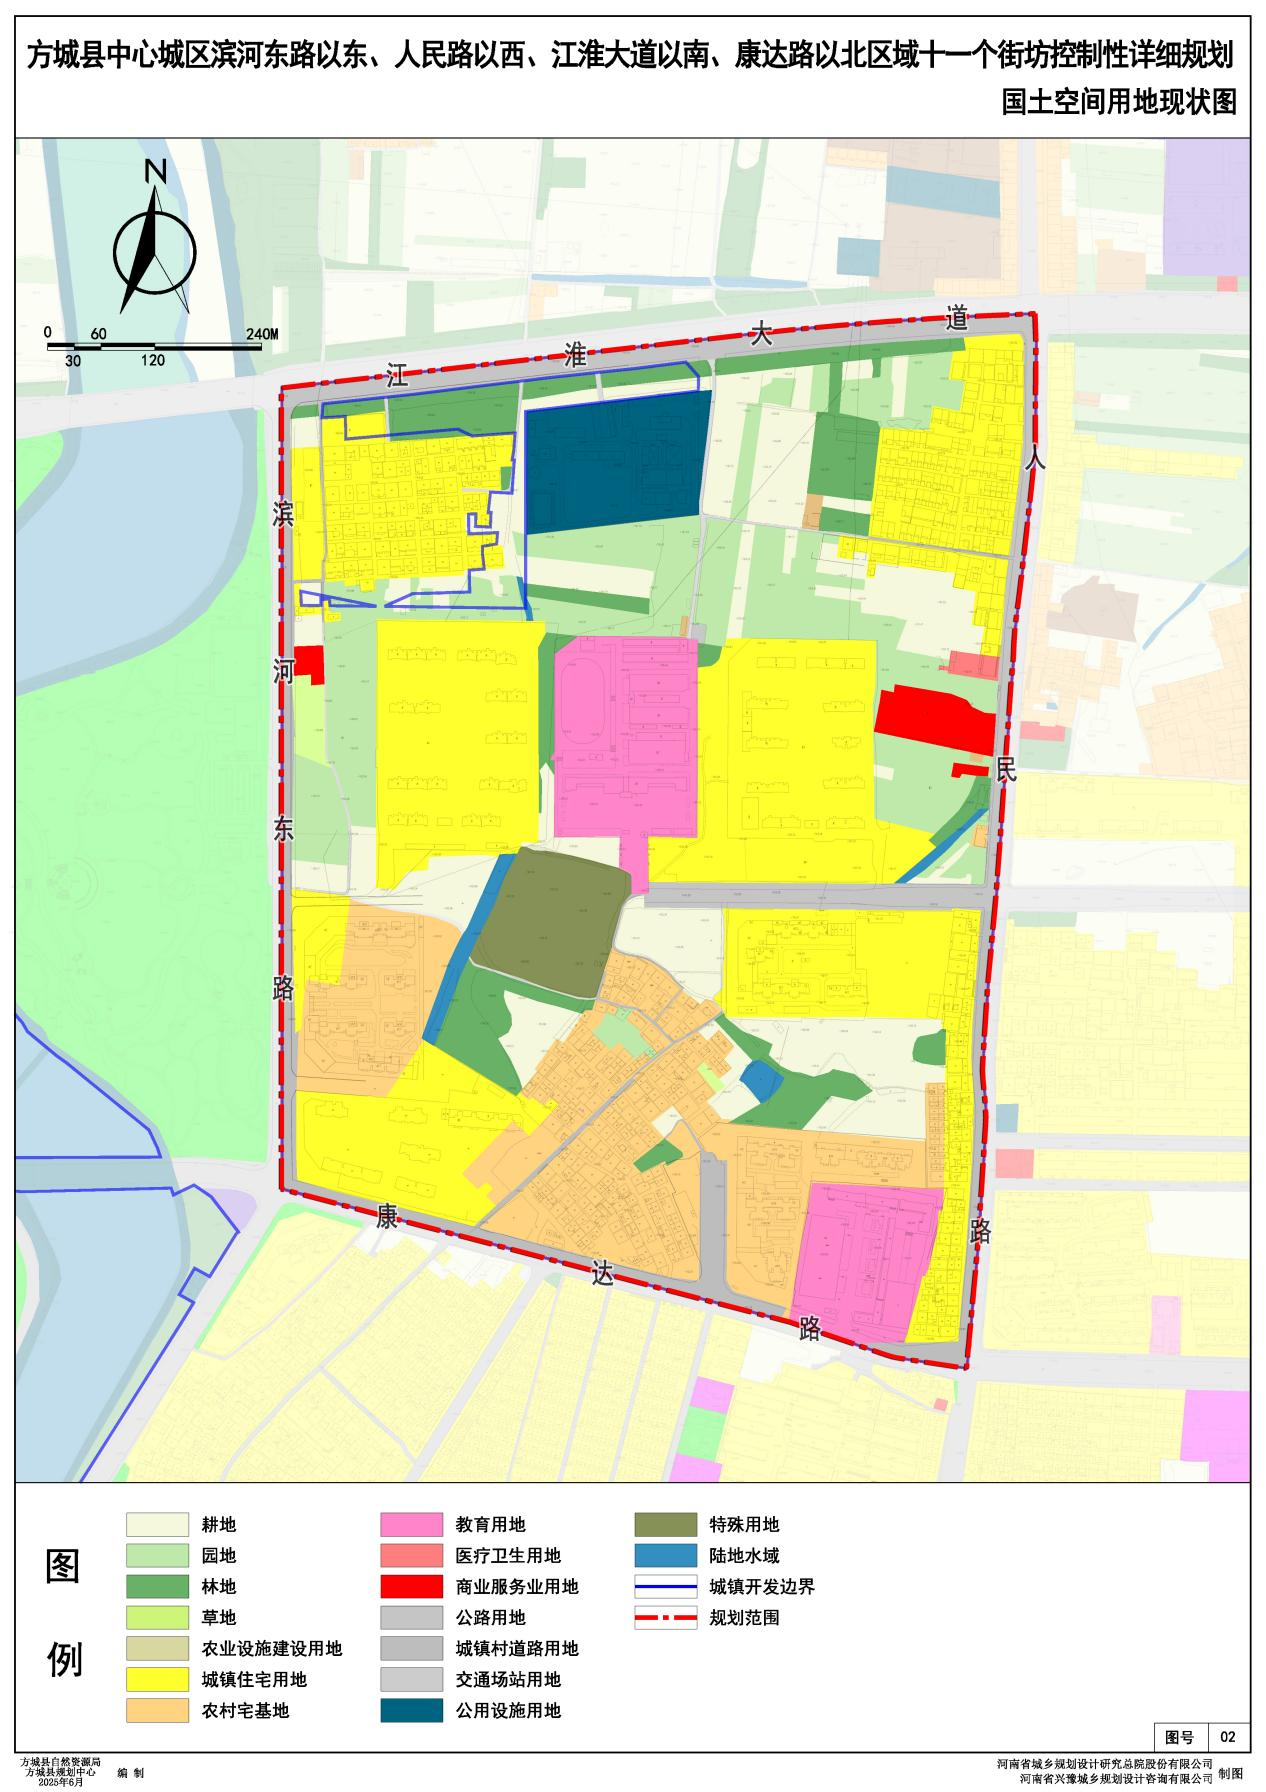 方城县中心城区滨河东路以东、人民路以西、江淮大道以南、康达路以北区域十一个街坊控制性详细规划
国土空间用地现状图
N
0 60 240M
30 120
江淮大道
滨河东路
人民路
康达路
图例
耕地
园地
林地
草地
农业设施建设用地
城镇住宅用地
农村宅基地
教育用地
医疗卫生用地
商业服务业用地
公路用地
城镇村道路用地
交通场站用地
公用设施用地
特殊用地
陆地水域
城镇开发边界
规划范围
图号 02
方城县自然资源局
方城县规划中心
2025年6月
编 制
河南省城乡规划设计研究总院股份有限公司
河南省兴豫城乡规划设计咨询有限公司
制图